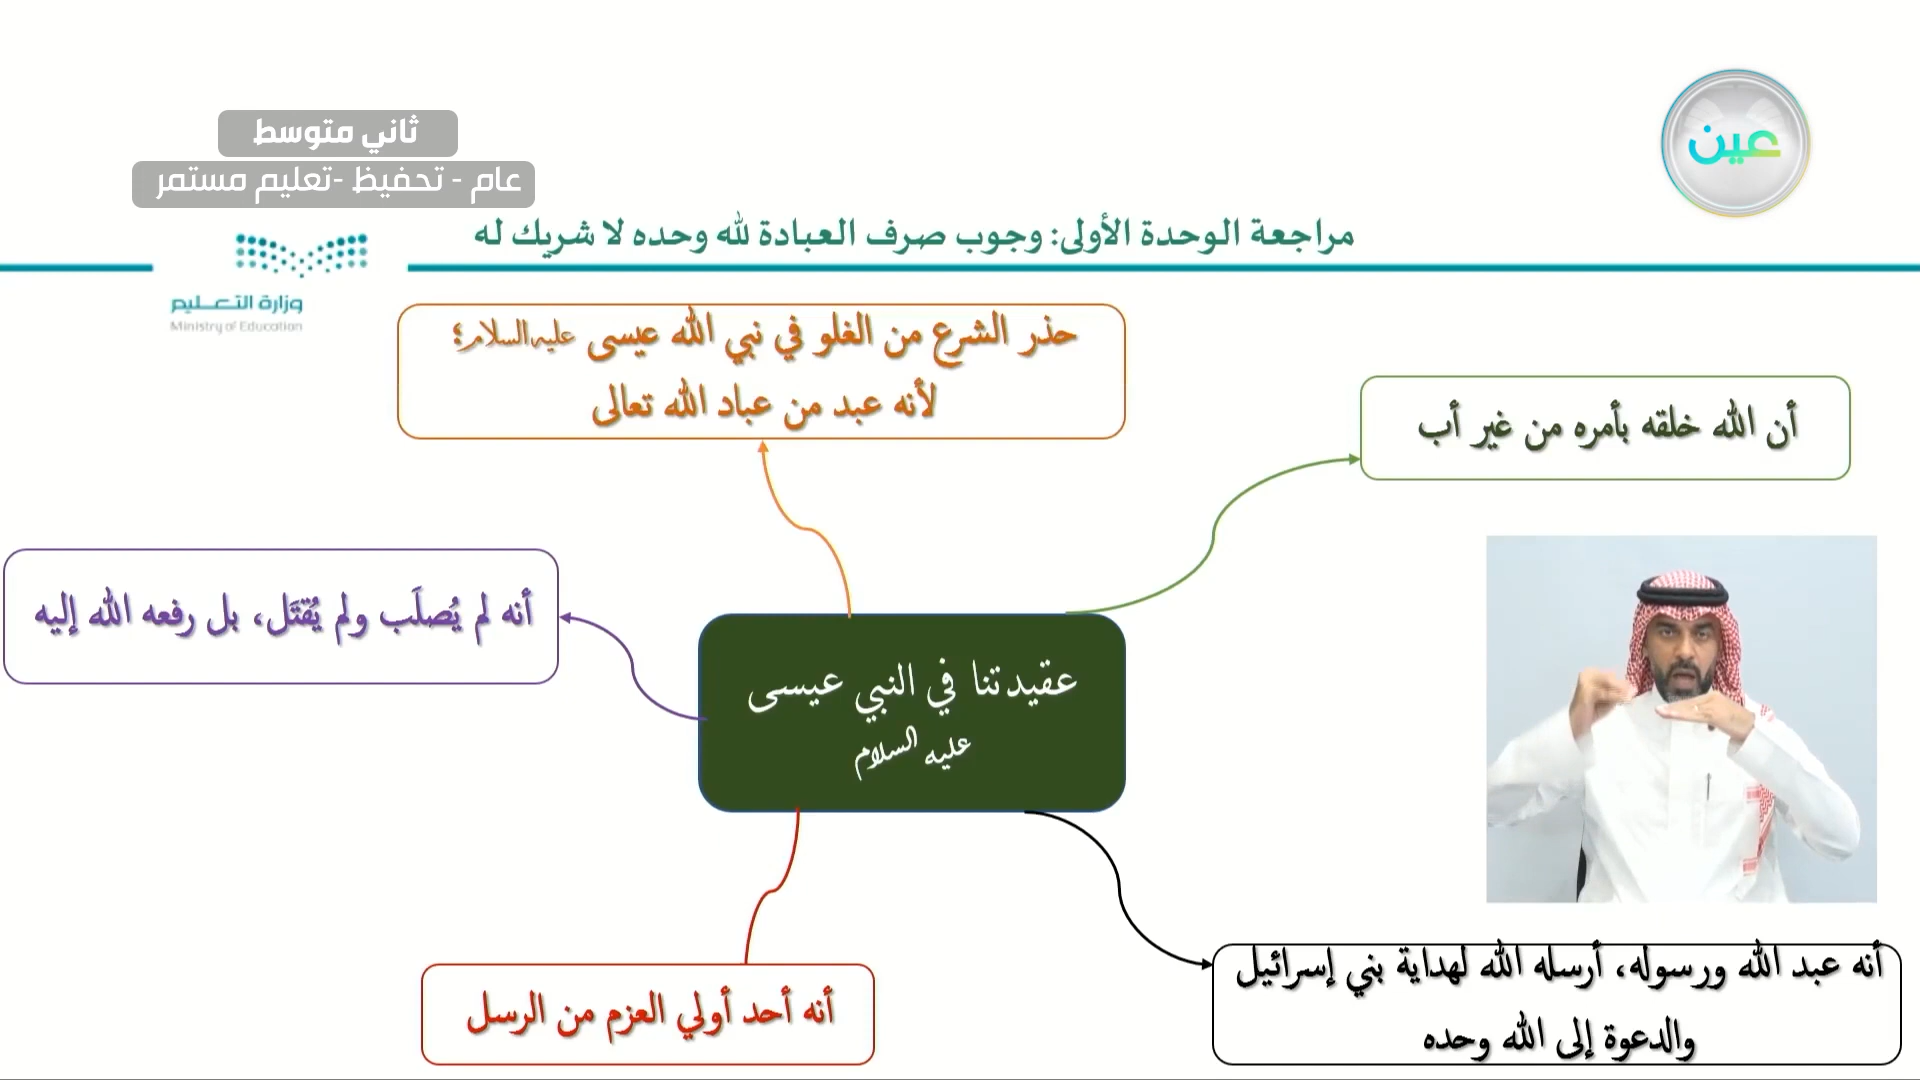 عين
ثاني متوسط
عام - تحفيظ -تعليم مستمر
مراجعة الوحدة الأولى: وجوب صرف العبادة لله وحده لا شريك له
وزارة التعليم
Ministry of Education
حذر الشرع من الغلو في نبي الله عيسى عليه السلام؛
لأنه عبد من عباد الله تعالى
أن الله خلقه بأمره من غير أب
أنه لم يُصلَب ولم يُقتَل، بل رفعه الله إليه
عقيدتنا في النبي عيسى
عليه السلام
أنه عبد الله ورسوله، أرسله الله لهداية بني إسرائيل
والدعوة إلى الله وحده
أنه أحد أولي العزم من الرسل